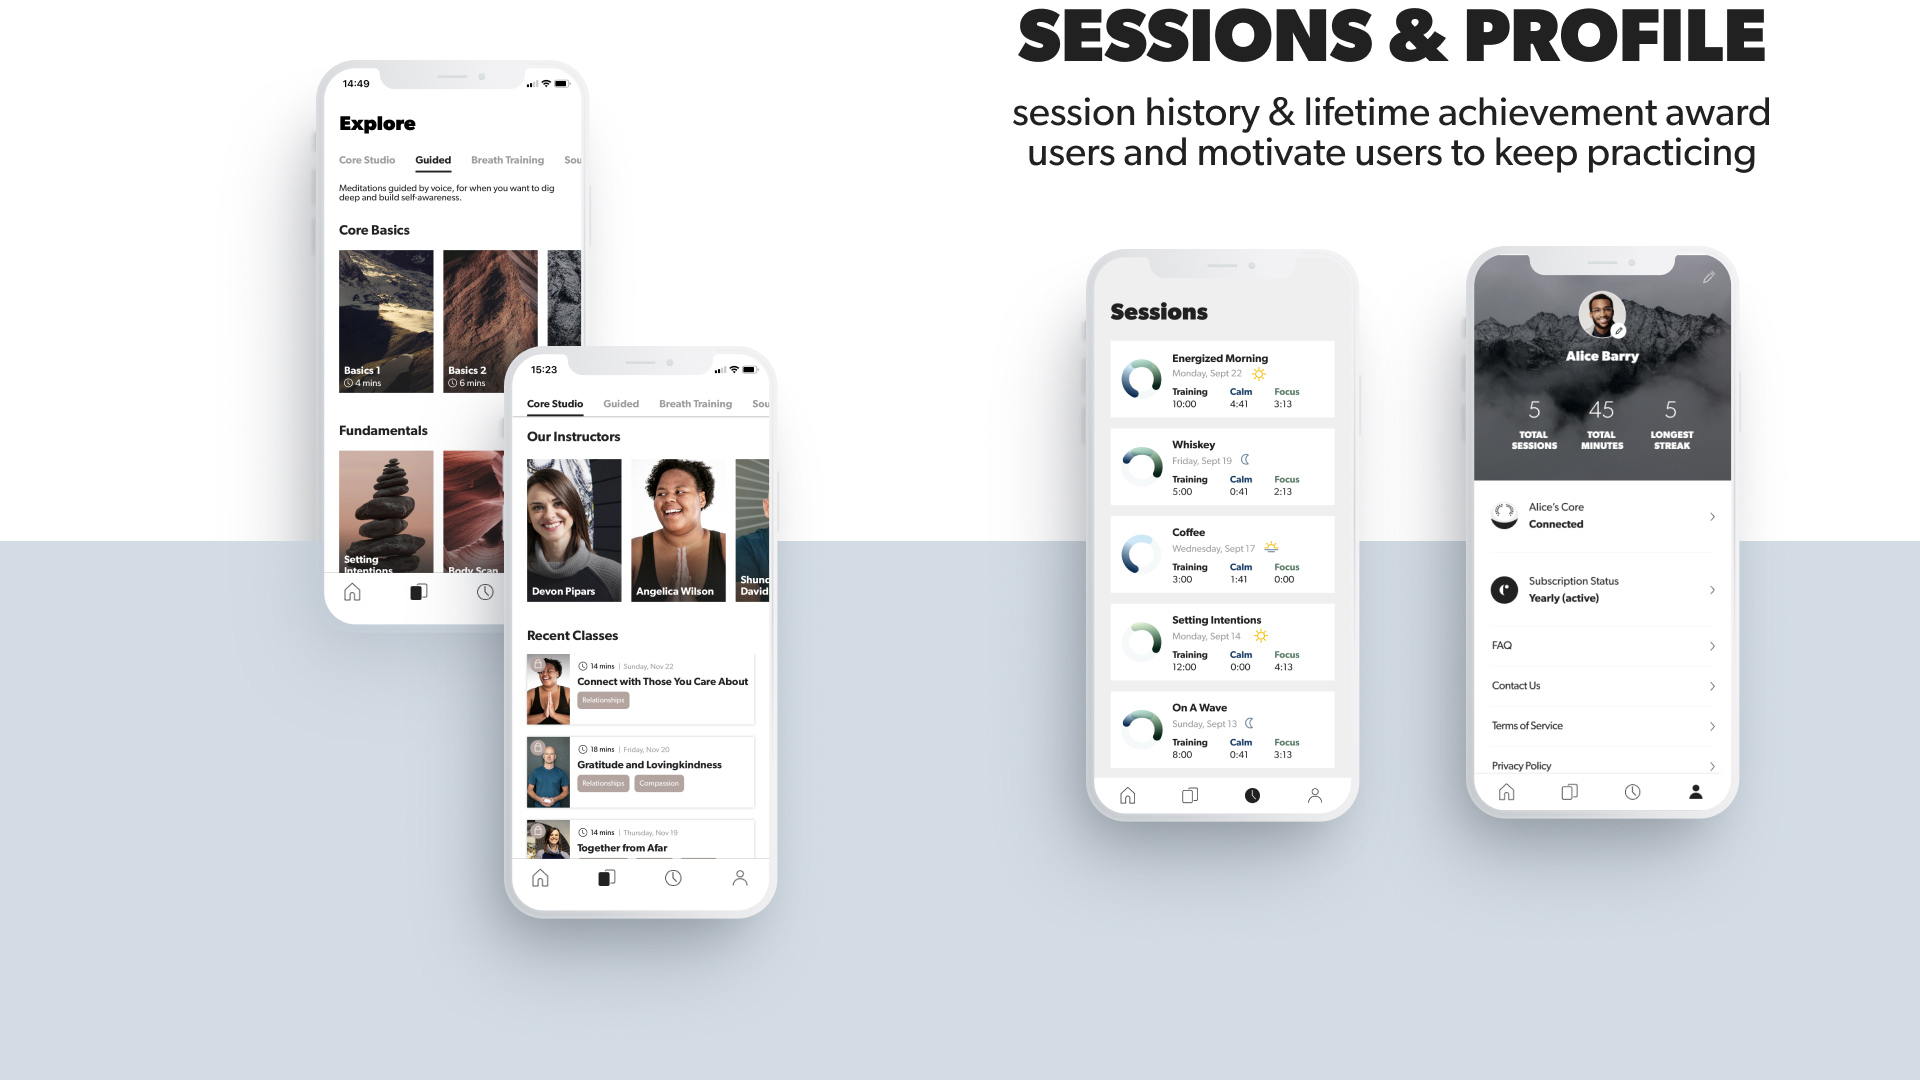 SESSIONS & PROFILE
session history & lifetime achievement award
users and motivate users to keep practicing
14:49
Explore
Core Studio Guided Breath Training Sou
Meditations guided by voice, for when you want to dig
deep and build self-awareness.
Core Basics
Basics 1
4 mins
Basics 2
6 mins
Fundamentals
Setting
Intentions
Body Scan
15:23
Core Studio Guided Breath Training Sou
Our Instructors
Devon Pipars
Angelica Wilson
Shunc
David
Recent Classes
14 mins | Sunday, Nov 22
Connect with Those You Care About
Relationships
18 mins | Friday, Nov 20
Gratitude and Lovingkindness
Relationships Compassion
14 mins | Thursday, Nov 19
Together from Afar
Sessions
Energized Morning
Monday, Sept 22
Training Calm Focus
10:00 4:41 3:13
Whiskey
Friday, Sept 19
Training Calm Focus
5:00 0:41 2:13
Coffee
Wednesday, Sept 17
Training Calm Focus
3:00 1:41 0:00
Setting Intentions
Monday, Sept 14
Training Calm Focus
12:00 0:00 4:13
On A Wave
Sunday, Sept 13
Training Calm Focus
8:00 0:41 3:13
Alice Barry
5 45 5
TOTAL TOTAL LONGEST
SESSIONS MINUTES STREAK
Alice's Core
Connected
Subscription Status
Yearly (active)
FAQ
Contact Us
Terms of Service
Privacy Policy